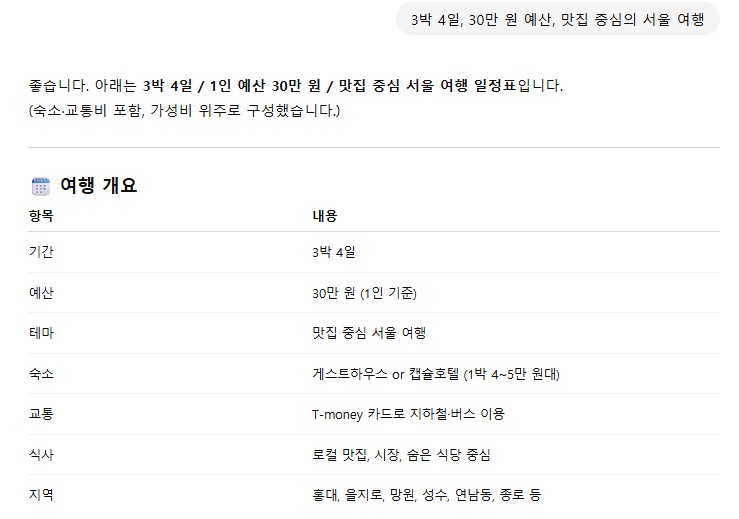 3박 4일, 30만 원 예산, 맛집 중심의 서울 여행
좋습니다. 아래는 3박 4일 / 1인 예산 30만 원 / 맛집 중심 서울 여행 일정표입니다.
(숙소·교통비 포함, 가성비 위주로 구성했습니다.)
여행 개요
항목 내용
기간 3박 4일
예산 30만 원 (1인 기준)
테마 맛집 중심 서울 여행
숙소 게스트하우스 or 캡슐호텔 (1박 4~5만 원대)
교통 T-money 카드로 지하철·버스 이용
식사 로컬 맛집, 시장, 숨은 식당 중심
지역 홍대, 을지로, 망원, 성수, 연남동, 종로 등